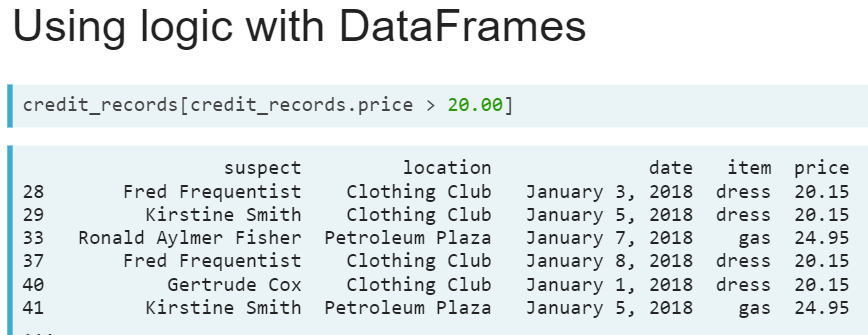 Using logic with DataFrames
credit_records[credit_records.price > 20.00]
suspect location date item price
28 Fred Frequentist Clothing Club January 3, 2018 dress 20.15
29 Kirstine Smith Clothing Club January 5, 2018 dress 20.15
33 Ronald Aylmer Fisher Petroleum Plaza January 7, 2018 gas 24.95
37 Fred Frequentist Clothing Club January 8, 2018 dress 20.15
40 Gertrude Cox Clothing Club January 1, 2018 dress 20.15
41 Kirstine Smith Petroleum Plaza January 5, 2018 gas 24.95
...